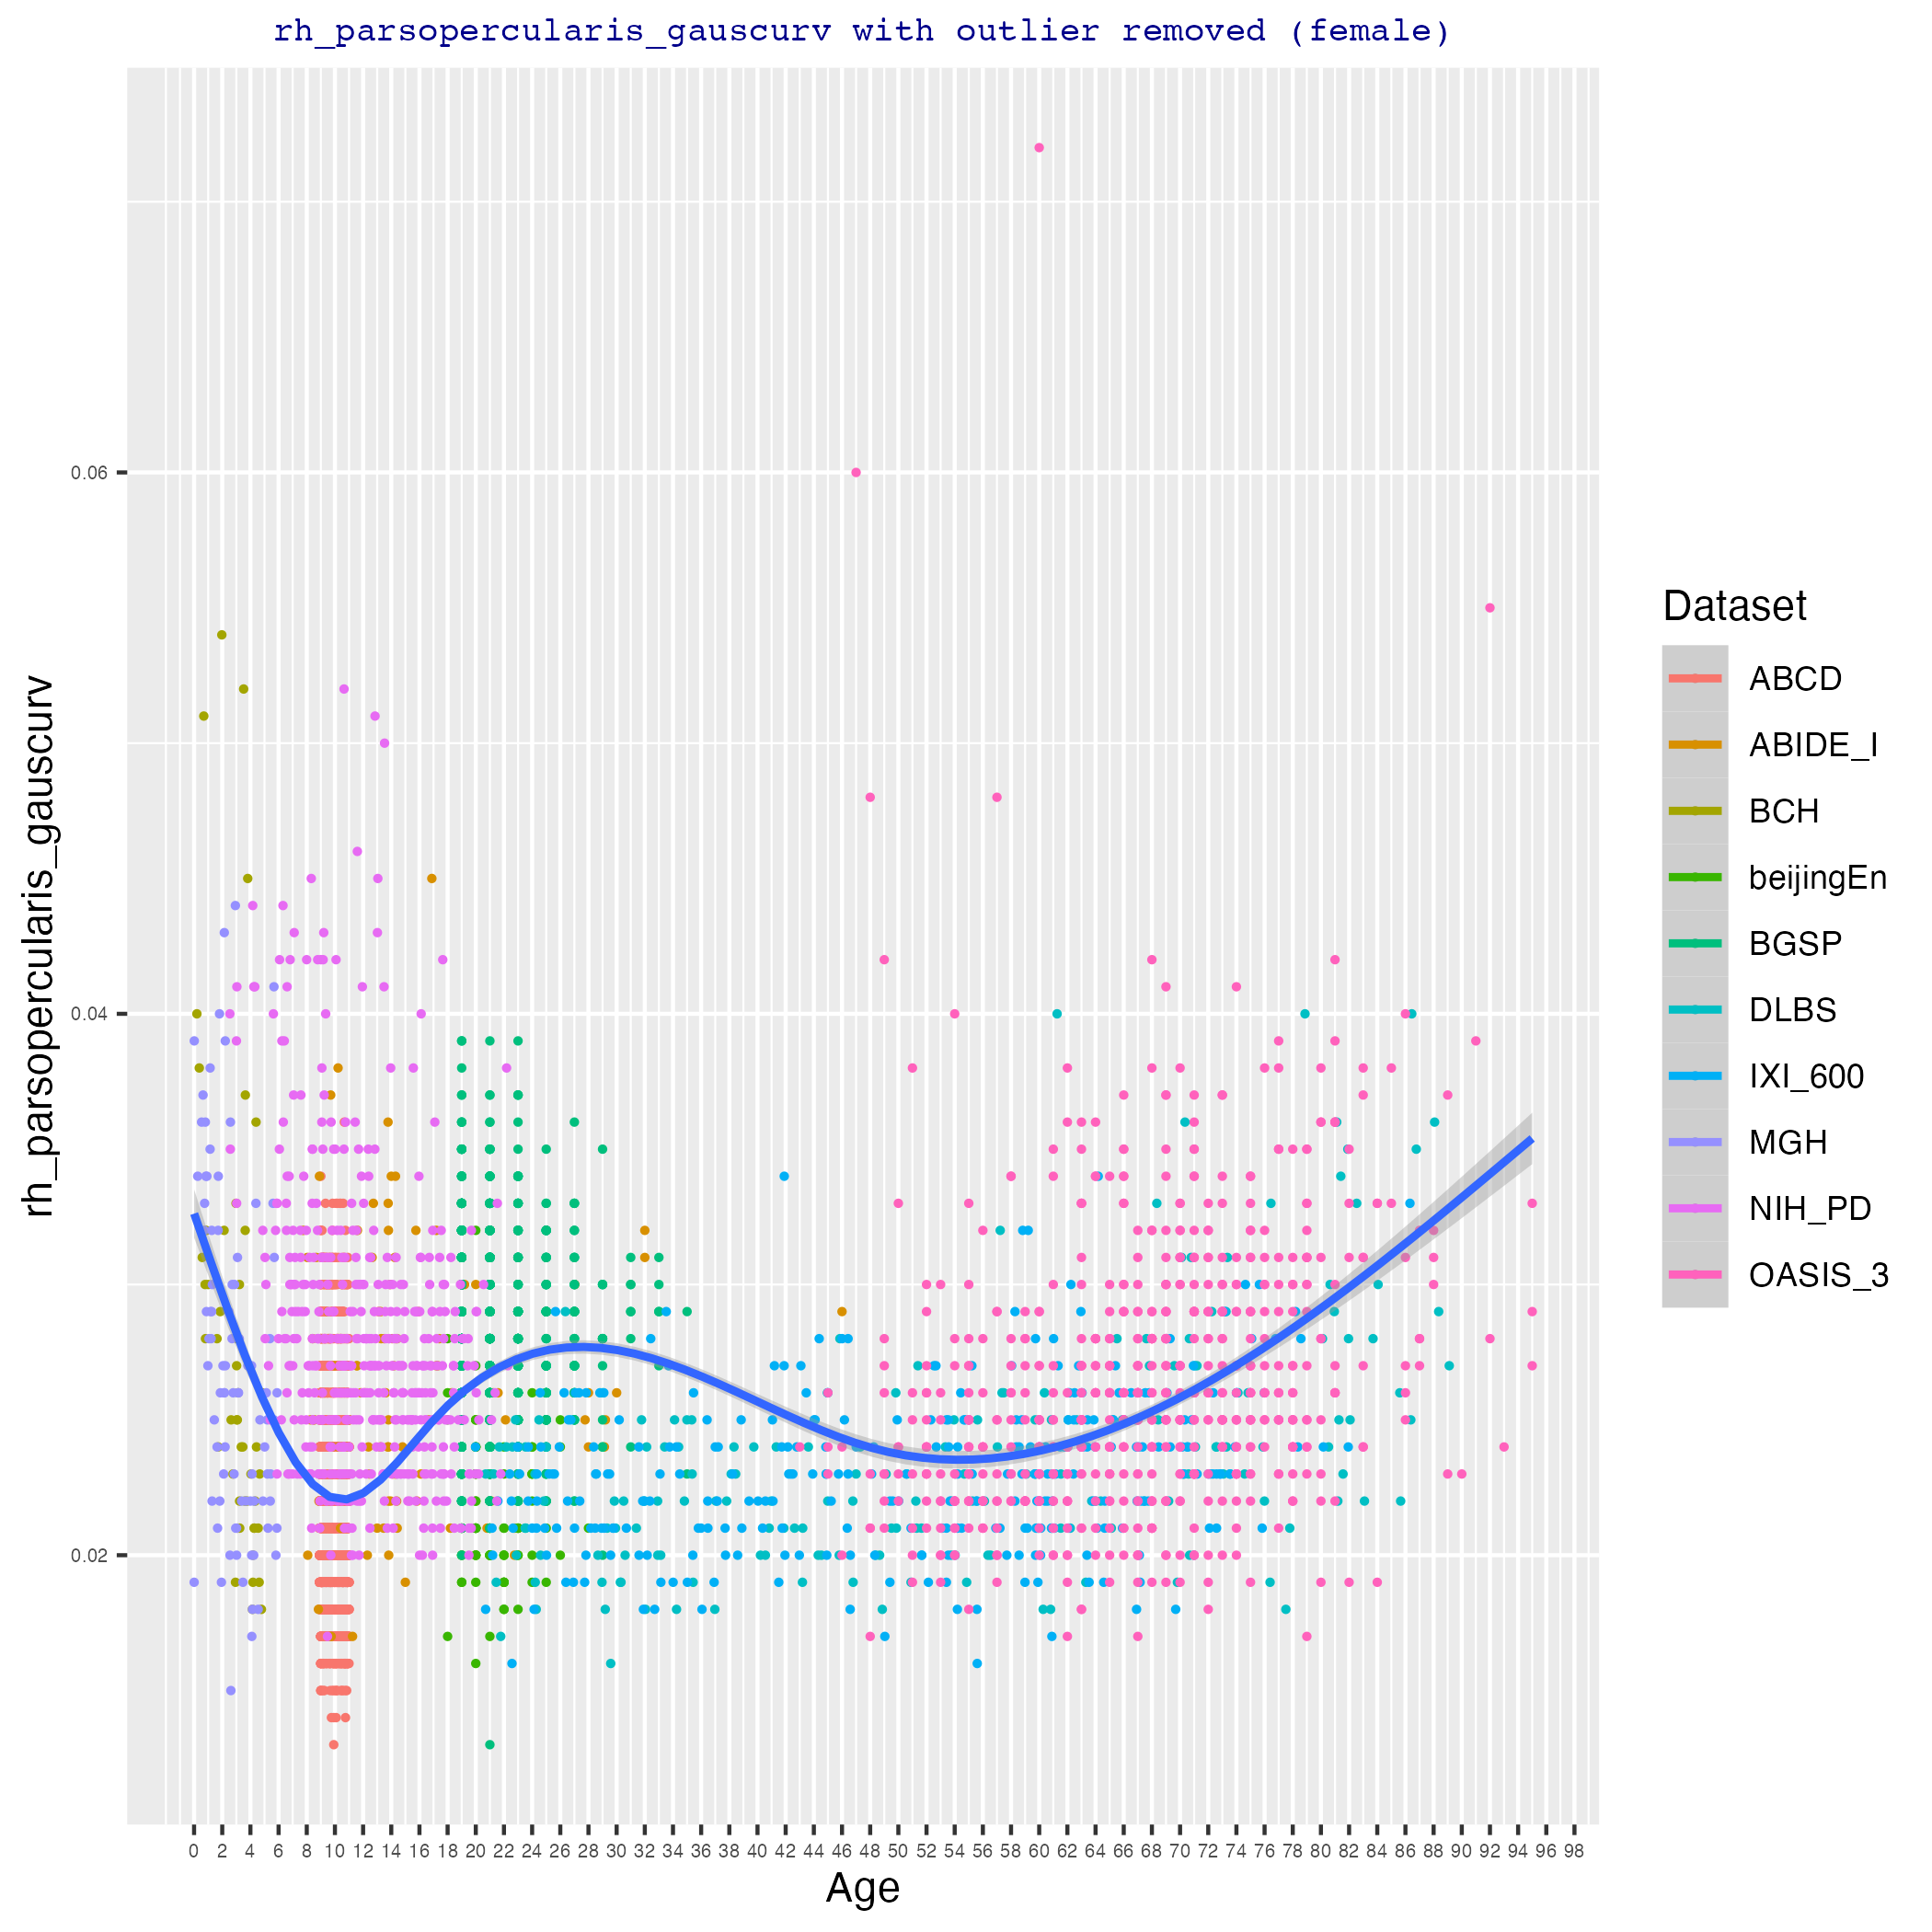 rh_parsopercularis_gauscurv with outlier removed (female)
rh_parsopercularis_gauscurv
0.06
0.04
0.02
0 2 4 6 8 10 12 14 16 18 20 22 24 26 28 30 32 34 36 38 40 42 44 46 48 50 52 54 56 58 60 62 64 66 68 70 72 74 76 78 80 82 84 86 88 90 92 94 96 98
Age
Dataset
ABCD
ABIDE_I
BCH
beijingEn
BGSP
DLBS
IXI_600
MGH
NIH_PD
OASIS_3